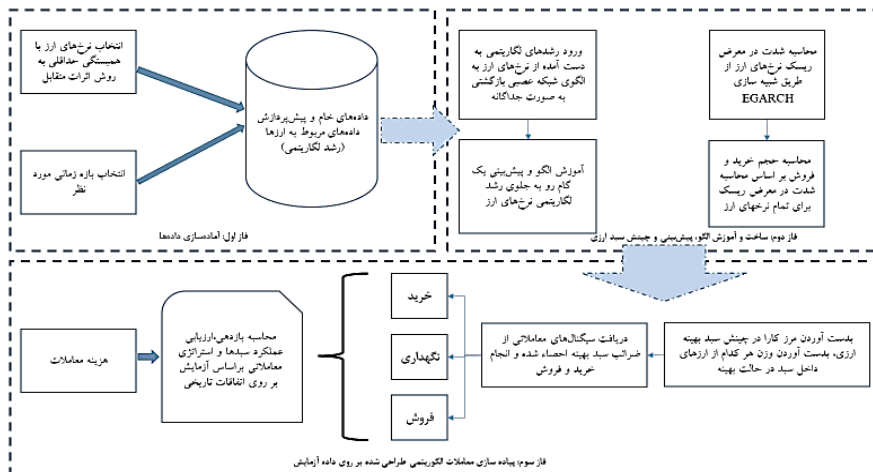 انتخاب نرخ‌های ارز با
همبستگی حداقلی به
روش اثرات متقابل
انتخاب بازه زمانی مورد
نظر
داده‌های خام و پیش‌پردازش
داده‌های مربوط به ارزها
(رشد لگاریتمی)
فاز اول: آماده‌سازی داده‌ها
ورود رشدهای لگاریتمی به
دست آمده از نرخ‌های ارز به
الگوی شبکه عصبی بازگشتی
به صورت جداگانه
آموزش الگو و پیش‌بینی یک
گام رو به جلوی رشد
لگاریتمی نرخ‌های ارز
محاسبه شدت در معرض
ریسک نرخ‌های ارز از
طریق شبیه سازی
EGARCH
محاسبه حجم خرید و
فروش بر اساس محاسبه
شدت در معرض ریسک
برای تمام نرخهای ارز
فاز دوم: ساخت و آموزش الگو، پیش‌بینی و چینش سبد ارزی
بدست آوردن مرز کارا در چینش سبد بهینه
ارزی، بدست آوردن وزن هر کدام از ارزهای
داخل سبد در حالت بهینه
دریافت سیگنال‌های معاملاتی از
ضرائب سبد بهینه احصاء شده و انجام
خرید و فروش
خرید
نگهداری
فروش
محاسبه بازدهی،ارزیابی
عملکرد سبدها و استراتژی
معاملاتی براساس آزمایش
بر روی اتفاقات تاریخی
هزینه معاملات
فاز سوم: پیاده سازی معاملات الگوریتمی طراحی شده بر روی داده آزمایش